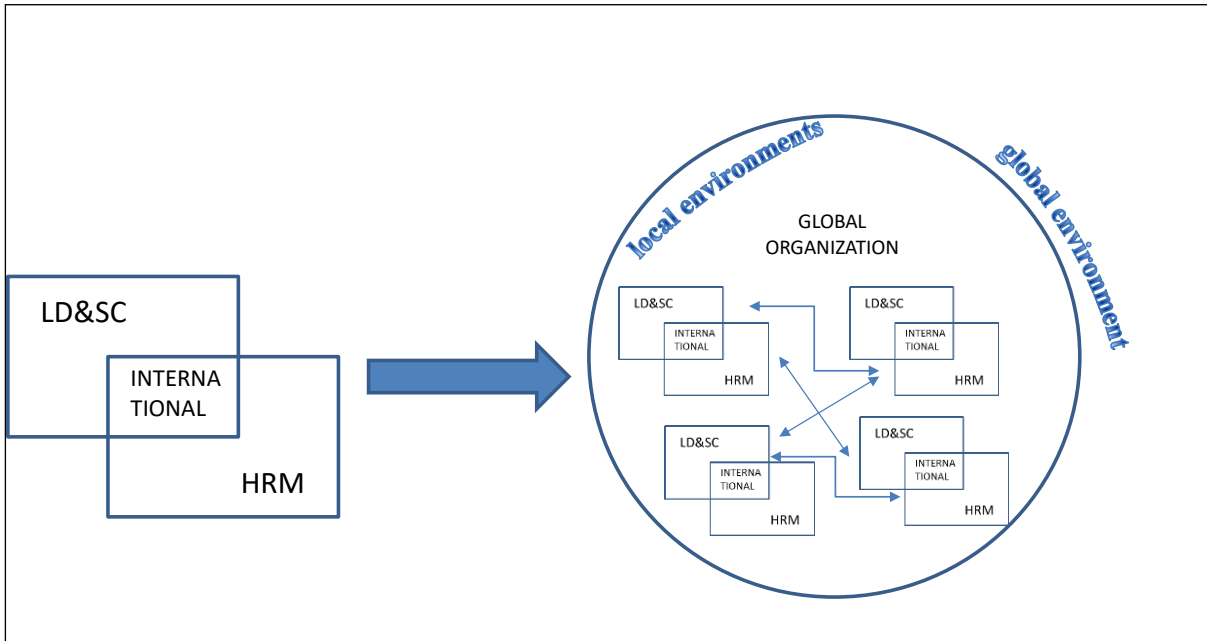 LD&SC
INTERNA
TIONAL
HRM
local environments
global environment
GLOBAL
ORGANIZATION
LD&SC
INTERNA
TIONAL
HRM
LD&SC
INTERNA
TIONAL
HRM
LD&SC
INTERNA
TIONAL
HRM
LD&SC
INTERNA
TIONAL
HRM